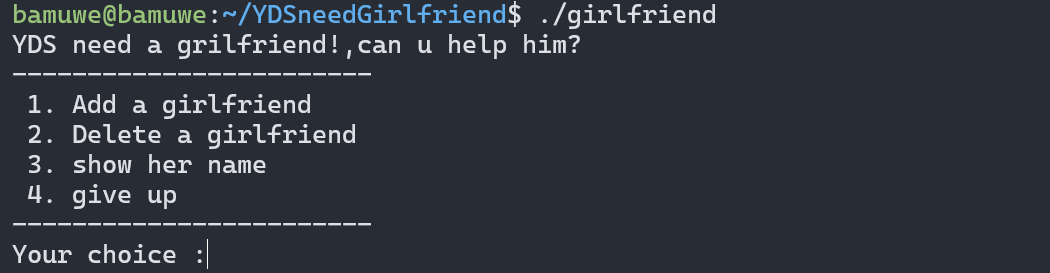 bamuwe@bamuwe:~/YDSneedGirlfriend$ ./girlfriend
YDS need a grilfriend!,can u help him?
------------------------
 1. Add a girlfriend
 2. Delete a girlfriend
 3. show her name
 4. give up
------------------------
Your choice :